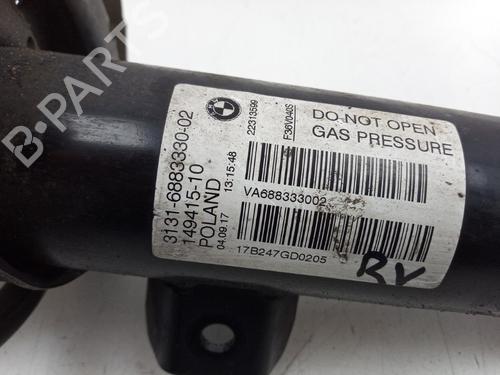 3131-6883330-02
149415-10
POLAND
04.09.17
13:15:48
22313599
F36V040S
DO NOT OPEN
GAS PRESSURE
VA688333002
17B247GD0205
RV
B-PARTS